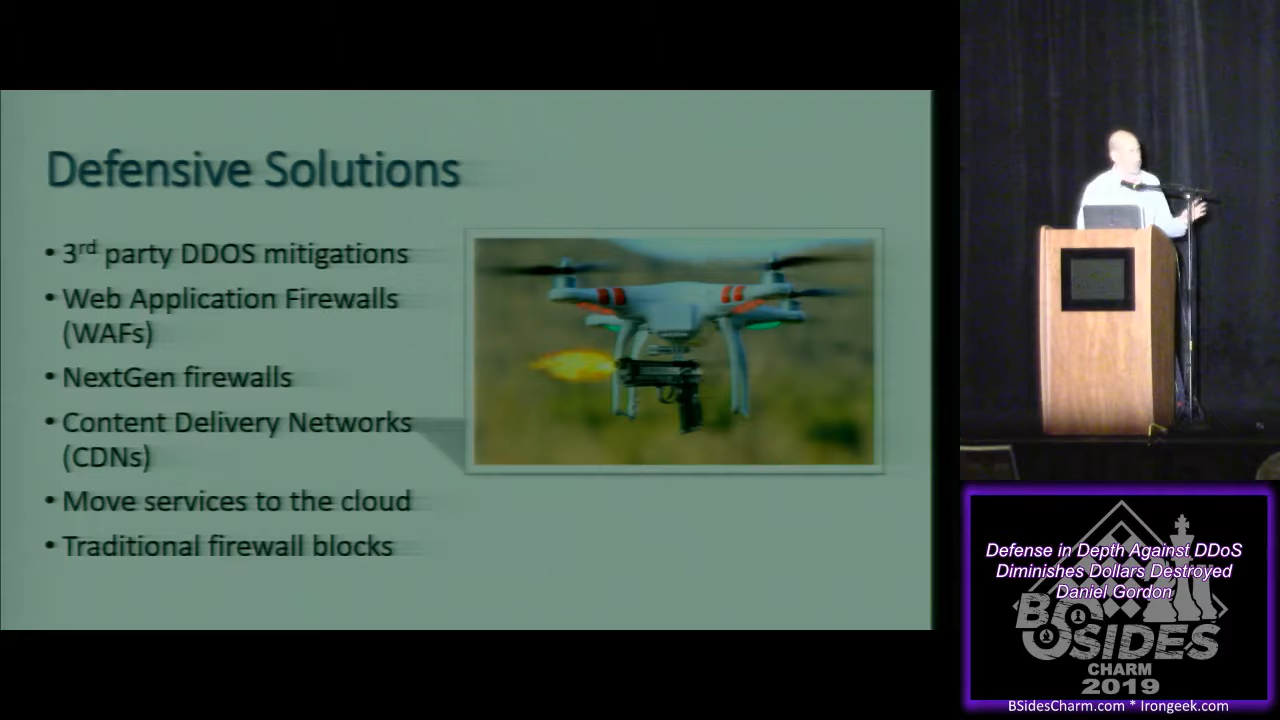 Defensive Solutions
• 3rd party DDOS mitigations
• Web Application Firewalls
(WAFs)
• NextGen firewalls
• Content Delivery Networks
(CDNs)
• Move services to the cloud
• Traditional firewall blocks
Defense in Depth Against DDoS
Diminishes Dollars Destroyed
Daniel Gordon
BSIDES
CHARM
2019
BSidesCharm.com * Irongeek.com